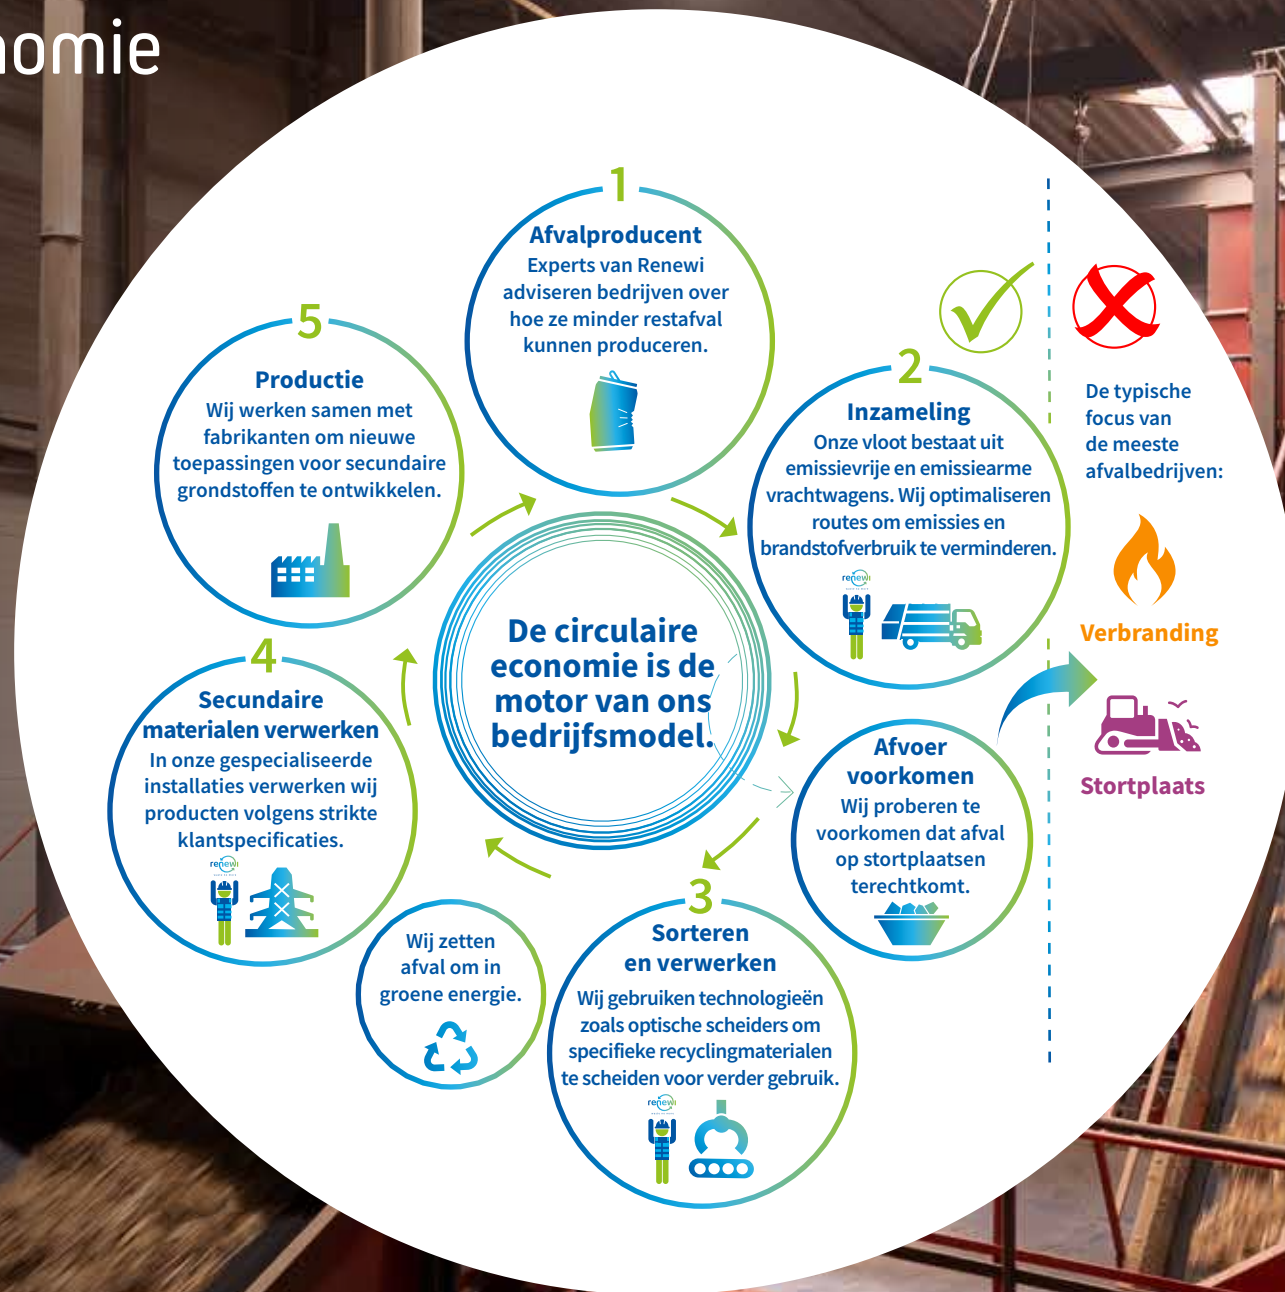 nomie
1
Afvalproducent
Experts van Renewi
adviseren bedrijven over
hoe ze minder restafval
kunnen produceren.
2
Inzameling
Onze vloot bestaat uit
emissievrije en emissiearme
vrachtwagens. Wij optimaliseren
routes om emissies en
brandstofverbruik te verminderen.
renewi
Afvoer
voorkomen
Wij proberen te
voorkomen dat afval
op stortplaatsen
terechtkomt.
3
Sorteren
en verwerken
Wij gebruiken technologieën
zoals optische scheiders om
specifieke recyclingmaterialen
te scheiden voor verder gebruik.
renewi
Wij zetten
afval om in
groene energie.
4
Secundaire
materialen verwerken
In onze gespecialiseerde
installaties verwerken wij
producten volgens strikte
klantspecificaties.
renewi
5
Productie
Wij werken samen met
fabrikanten om nieuwe
toepassingen voor secundaire
grondstoffen te ontwikkelen.
De circulaire
economie is de
motor van ons
bedrijfsmodel.
De typische
focus van
de meeste
afvalbedrijven:
Verbranding
Stortplaats